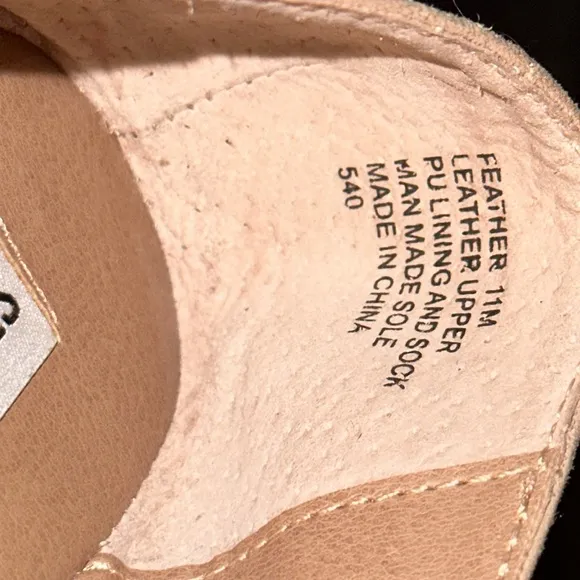 FEATHER 11M
LEATHER UPPER
PU LINING AND SOCK
MAN MADE SOLE
MADE IN CHINA
540